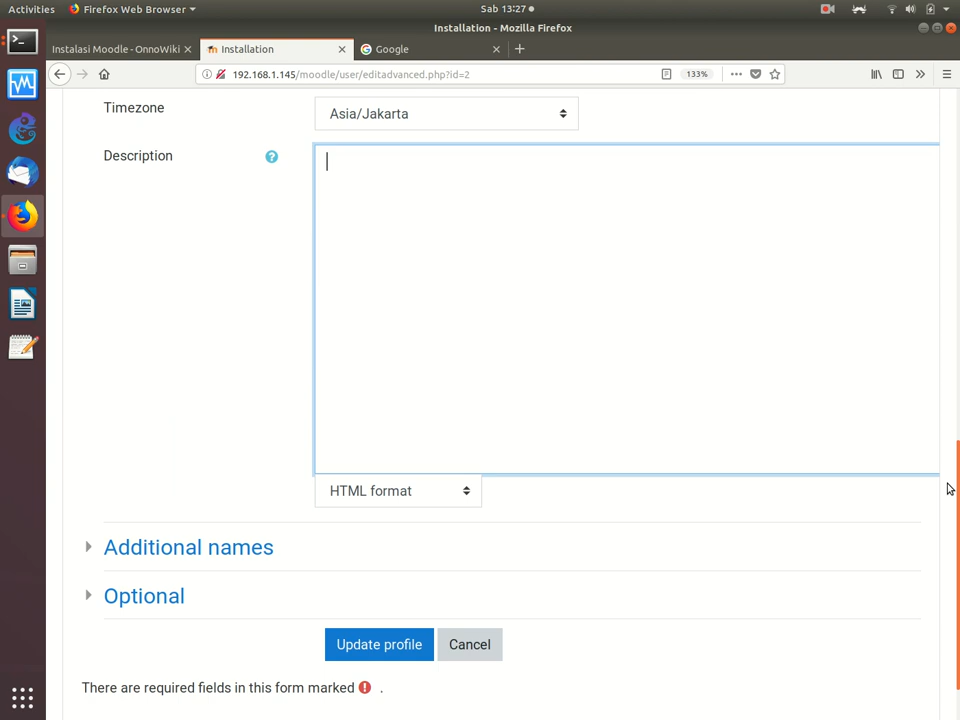 Activities
Firefox Web Browser
Sab 13:27
Installation - Mozilla Firefox
Instalasi Moodle - OnnoWiki
Installation
Google
192.168.1.145/moodle/user/editadvanced.php?id=2
133%
Timezone
Asia/Jakarta
Description
HTML format
Additional names
Optional
Update profile
Cancel
There are required fields in this form marked .